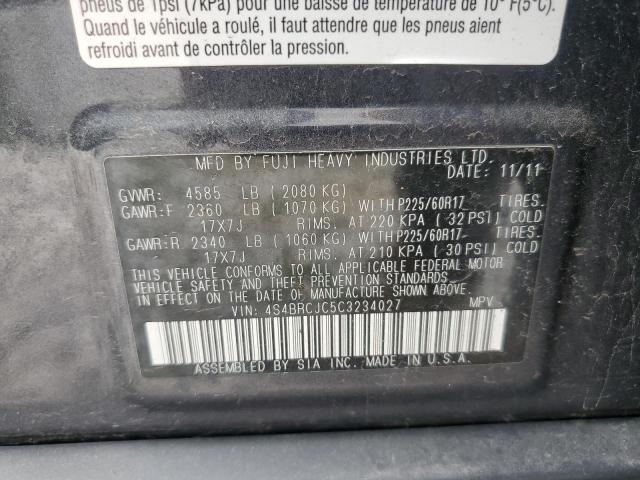 pneus de 1psi (7kPa) pour une baisse de température de 10° F(5°C).
Quand le véhicule a roulé, il faut attendre que les pneus aient
refroidi avant de contrôler la pression.
MFD BY FUJI HEAVY INDUSTRIES LTD.
DATE: 11/11
GVWR: 4585 LB (2080 KG)
GAWR:F 2360 LB (1070 KG) WITH P225/60R17 TIRES.
17X7J RIMS. AT 220 KPA (32 PSI) COLD
GAWR:R 2340 LB (1060 KG) WITH P225/60R17 TIRES.
17X7J RIMS. AT 210 KPA (30 PSI) COLD
THIS VEHICLE CONFORMS TO ALL APPLICABLE FEDERAL MOTOR
VEHICLE SAFETY AND THEFT PREVENTION STANDARDS
IN EFFECT ON THE DATE OF MANUFACTURE SHOWN ABOVE.
VIN: 4S4BRCJC5C3234027 MPV
ASSEMBLED BY SIA INC. MADE IN U.S.A.